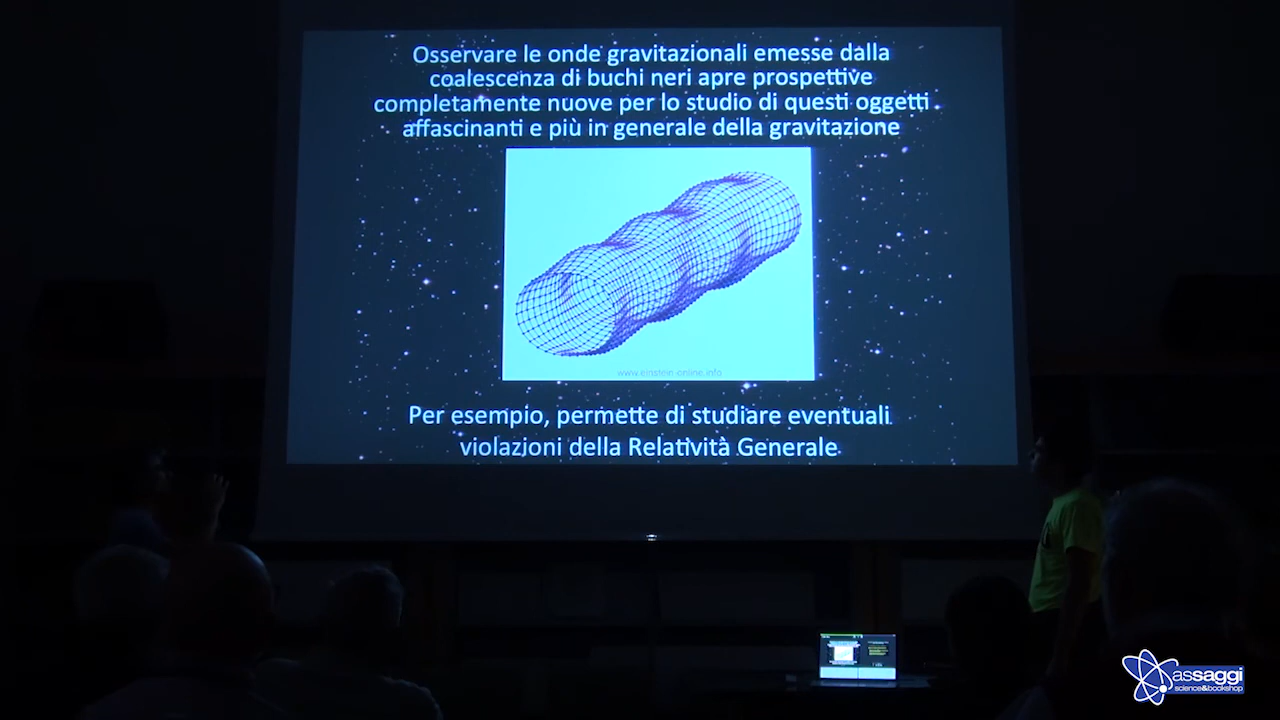 Osservare le onde gravitazionali emesse dalla
coalescenza di buchi neri apre prospettive
completamente nuove per lo studio di questi oggetti
affascinanti e più in generale della gravitazione
www.einstein-online.info
Per esempio, permette di studiare eventuali
violazioni della Relatività Generale
assaggi
science&bookshop